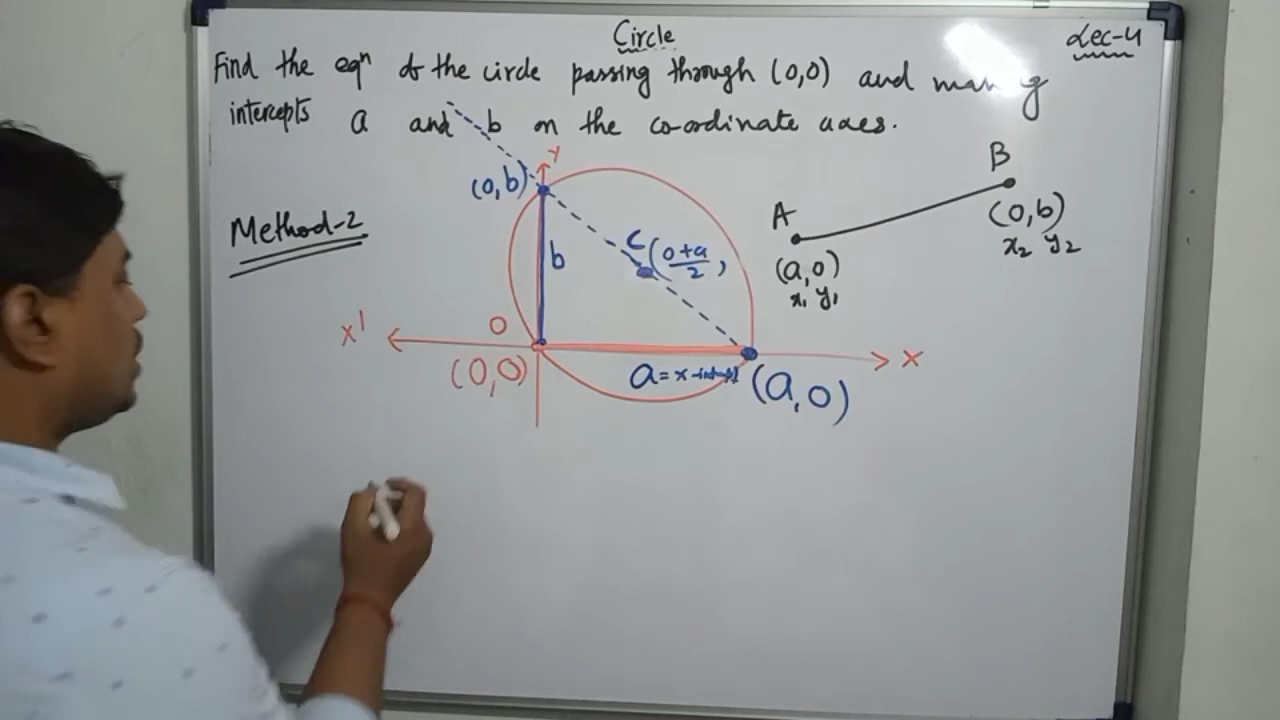 Circle
Lec-4
Find the eqn of the circle passing through (0,0) and making
intercepts a and b on the co-ordinate axes.
Method-2
Y
(0,b)
b
C (0+a/2,
A
(a,0)
x1 y1
B
(0,b)
x2 y2
X'
O
(0,0)
a = x-intercept
(a,0)
X